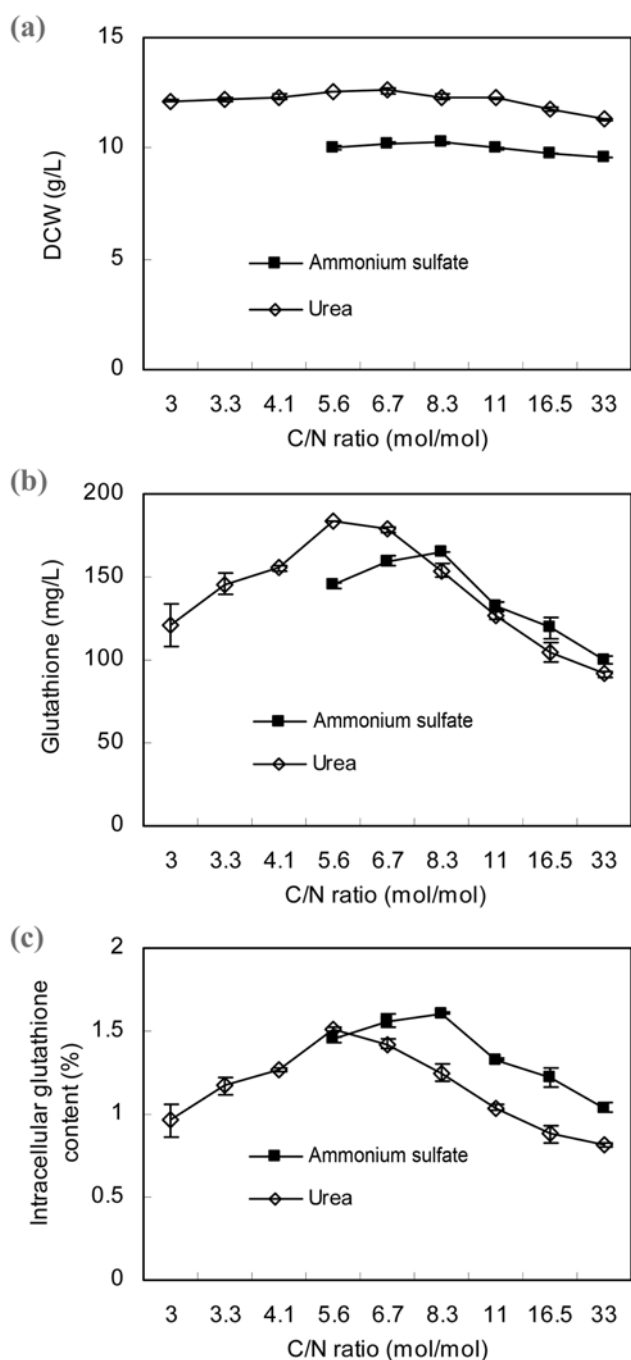 (a)
15
10
5
0
DCW (g/L)
Ammonium sulfate
Urea
3 3.3 4.1 5.6 6.7 8.3 11 16.5 33
C/N ratio (mol/mol)
(b)
200
150
100
50
0
Glutathione (mg/L)
Ammonium sulfate
Urea
3 3.3 4.1 5.6 6.7 8.3 11 16.5 33
C/N ratio (mol/mol)
(c)
2
1.5
1
0.5
0
Intracellular glutathione
content (%)
Ammonium sulfate
Urea
3 3.3 4.1 5.6 6.7 8.3 11 16.5 33
C/N ratio (mol/mol)